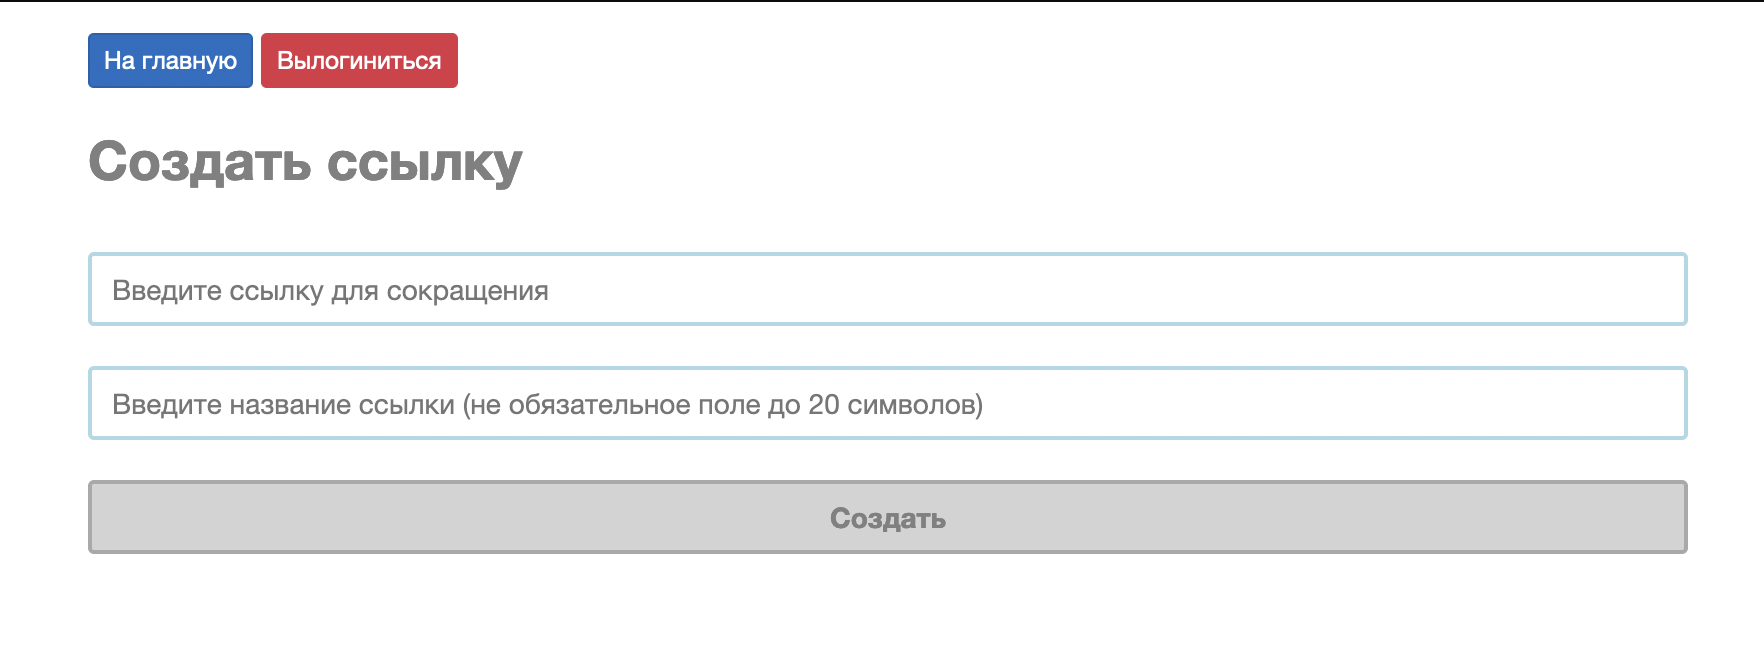 На главную Вылогиниться
Создать ссылку
Введите ссылку для сокращения
Введите название ссылки (не обязательное поле до 20 символов)
Создать